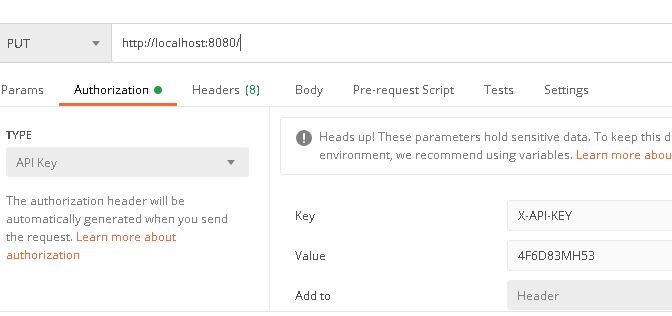 PUT http://localhost:8080/
Params Authorization Headers (8) Body Pre-request Script Tests Settings
TYPE
API Key
The authorization header will be
automatically generated when you send
the request. Learn more about
authorization
Heads up! These parameters hold sensitive data. To keep this d
environment, we recommend using variables. Learn more abou
Key X-API-KEY
Value 4F6D83MH53
Add to Header